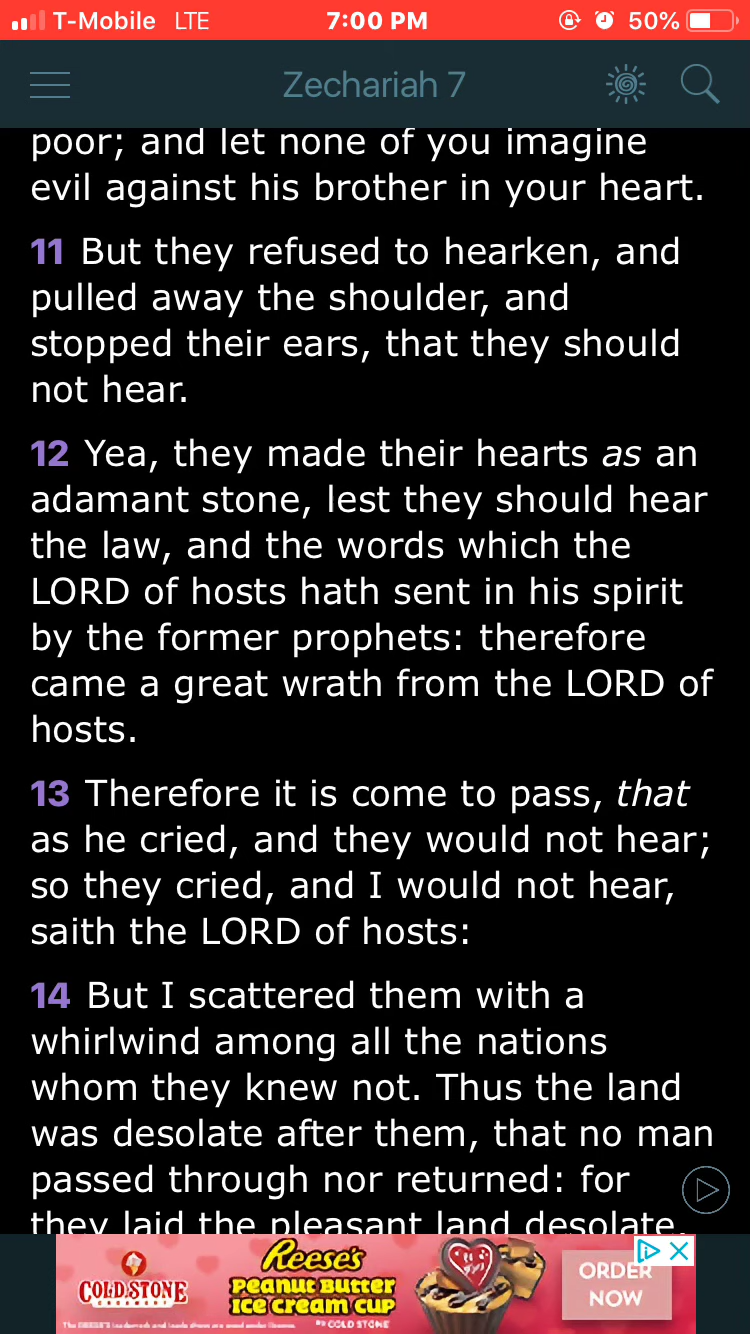 T-Mobile LTE 7:00 PM 50%
Zechariah 7
poor; and let none of you imagine
evil against his brother in your heart.
11 But they refused to hearken, and
pulled away the shoulder, and
stopped their ears, that they should
not hear.
12 Yea, they made their hearts as an
adamant stone, lest they should hear
the law, and the words which the
LORD of hosts hath sent in his spirit
by the former prophets: therefore
came a great wrath from the LORD of
hosts.
13 Therefore it is come to pass, that
as he cried, and they would not hear;
so they cried, and I would not hear,
saith the LORD of hosts:
14 But I scattered them with a
whirlwind among all the nations
whom they knew not. Thus the land
was desolate after them, that no man
passed through nor returned: for
they laid the pleasant land desolate.
COLD STONE
CREAMERY
Reese's
Peanut Butter
Ice Cream Cup
BY COLD STONE
ORDER
NOW